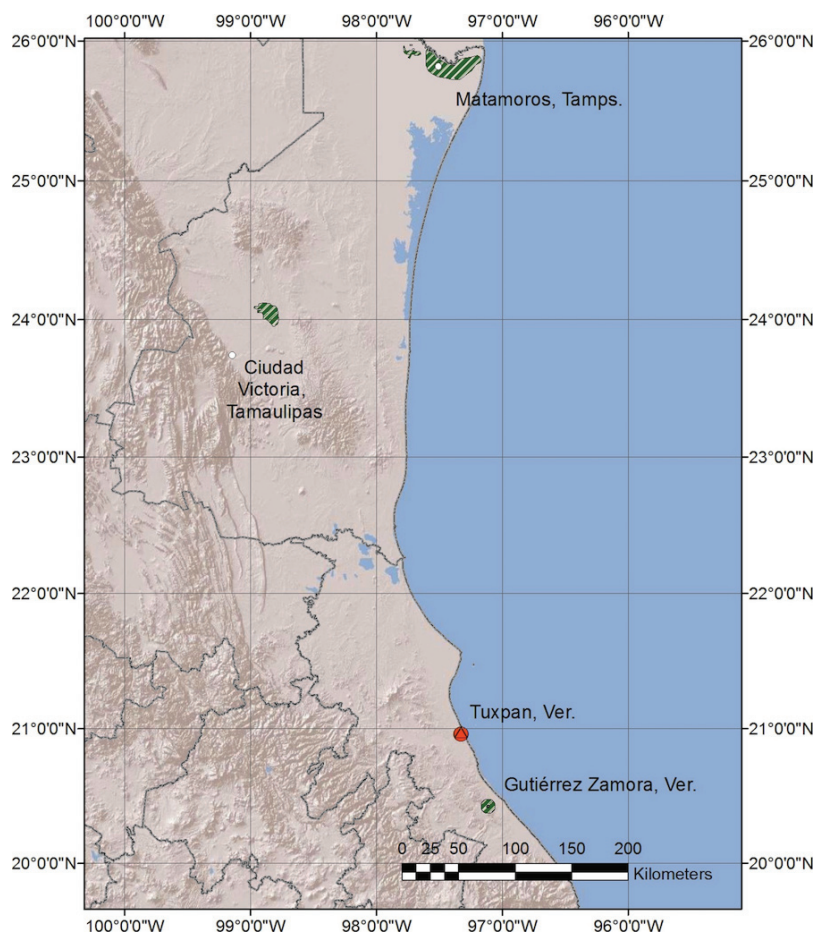 100°0'0"W 99°0'0"W 98°0'0"W 97°0'0"W 96°0'0"W
26°0'0"N 26°0'0"N
Matamoros, Tamps.
25°0'0"N 25°0'0"N
24°0'0"N 24°0'0"N
Ciudad
Victoria,
Tamaulipas
23°0'0"N 23°0'0"N
22°0'0"N 22°0'0"N
Tuxpan, Ver.
21°0'0"N 21°0'0"N
Gutiérrez Zamora, Ver.
0 25 50 100 150 200
20°0'0"N 20°0'0"N
Kilometers
100°0'0"W 99°0'0"W 98°0'0"W 97°0'0"W 96°0'0"W